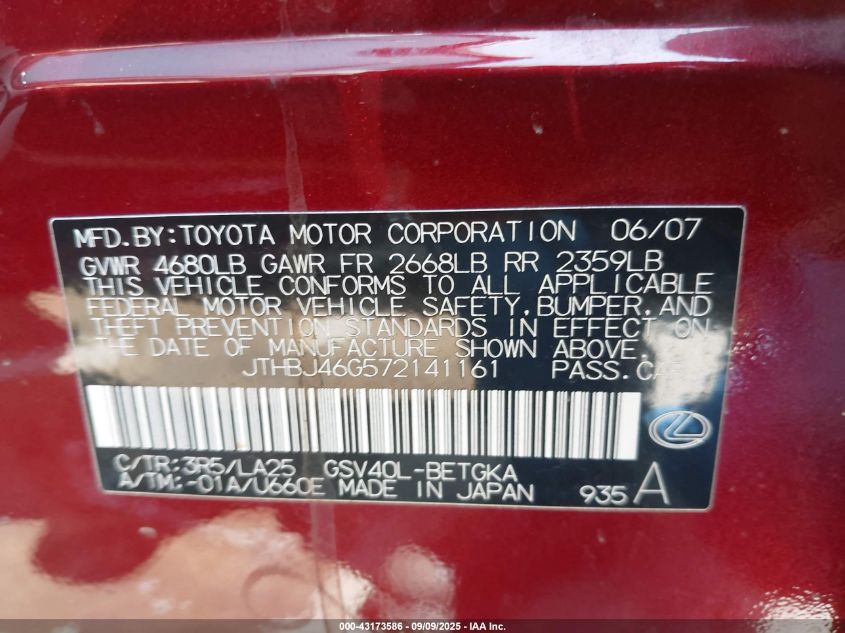 MFD.BY:TOYOTA MOTOR CORPORATION 06/07
GVWR 4680LB GAWR FR 2668LB RR 2359LB
THIS VEHICLE CONFORMS TO ALL APPLICABLE
FEDERAL MOTOR VEHICLE SAFETY,BUMPER,AND
THEFT PREVENTION STANDARDS IN EFFECT ON
THE DATE OF MANUFACTURE SHOWN ABOVE.
JTHBJ46G572141161 PASS.CAR
C/TR:3R5/LA25 GSV40L-BETGKA
A/TM:-01A/U660E MADE IN JAPAN 935 A
000-43173586 / 09/09/2025 / IAA Inc.